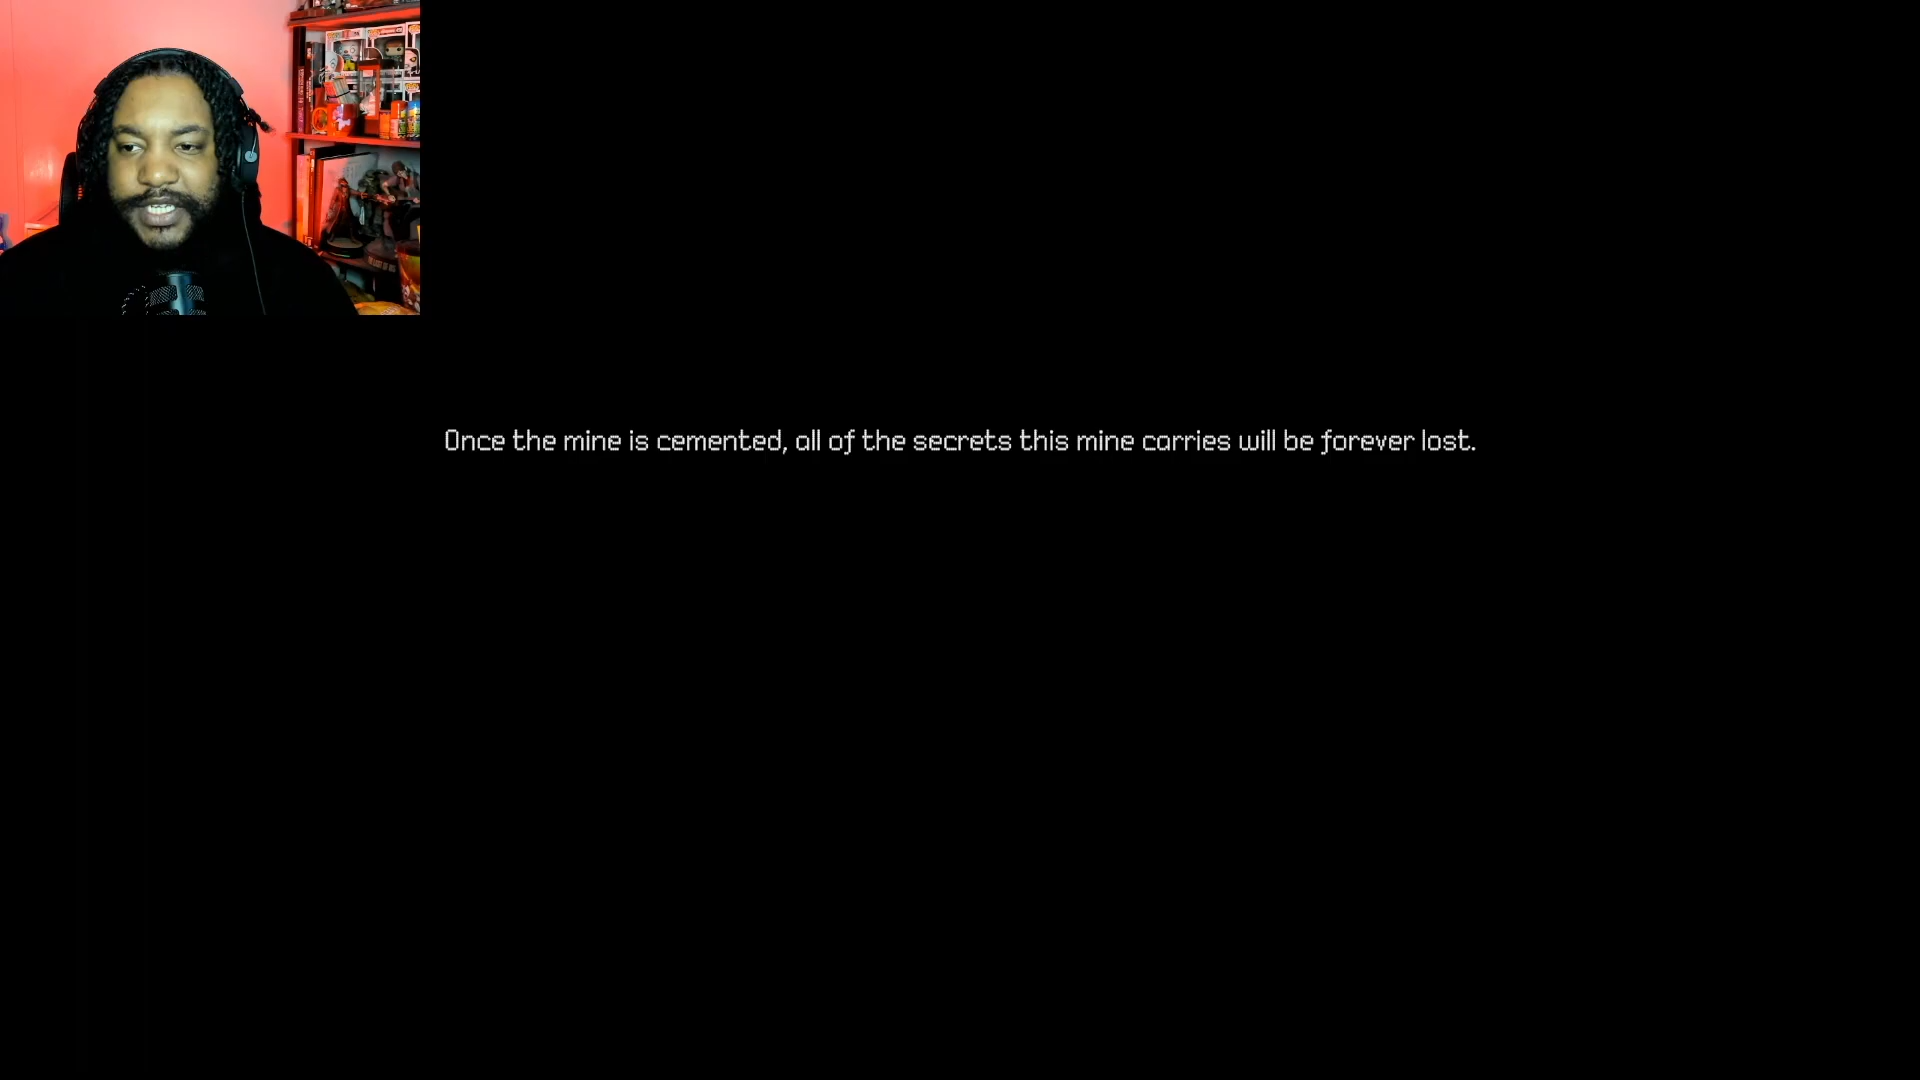 Once the mine is cemented, all of the secrets this mine carries will be forever lost.